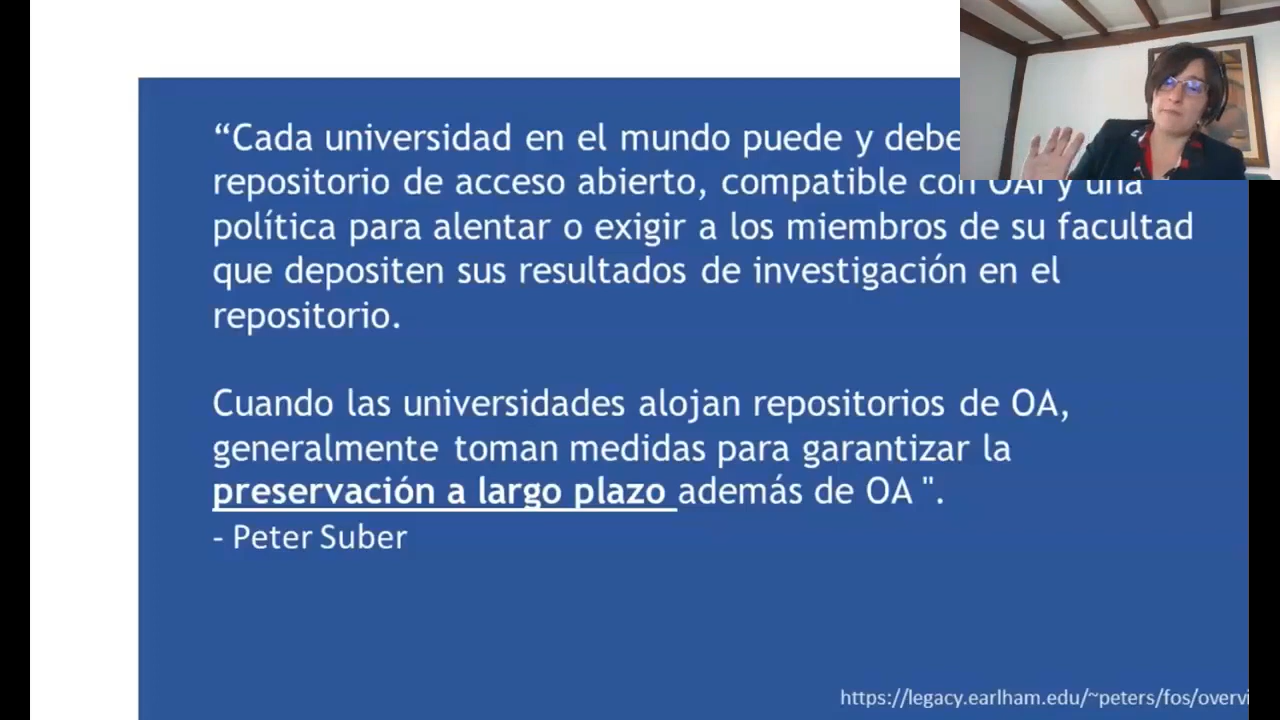 “Cada universidad en el mundo puede y debe
repositorio de acceso abierto, compatible con OAI y una
política para alentar o exigir a los miembros de su facultad
que depositen sus resultados de investigación en el
repositorio.
Cuando las universidades alojan repositorios de OA,
generalmente toman medidas para garantizar la
preservación a largo plazo además de OA ".
- Peter Suber
https://legacy.earlham.edu/~peters/fos/overvi